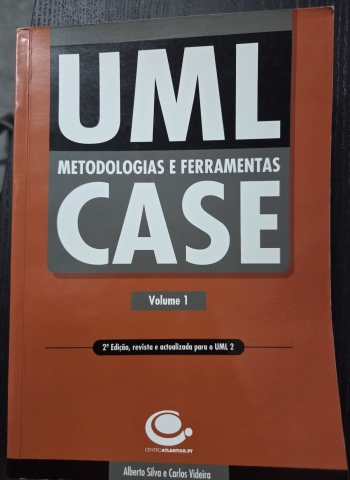 UML
METODOLOGIAS E FERRAMENTAS
CASE
Volume 1
2ª Edição, revista e actualizada para o UML 2
CENTROATLANTICO.PT
Alberto Silva e Carlos Videira